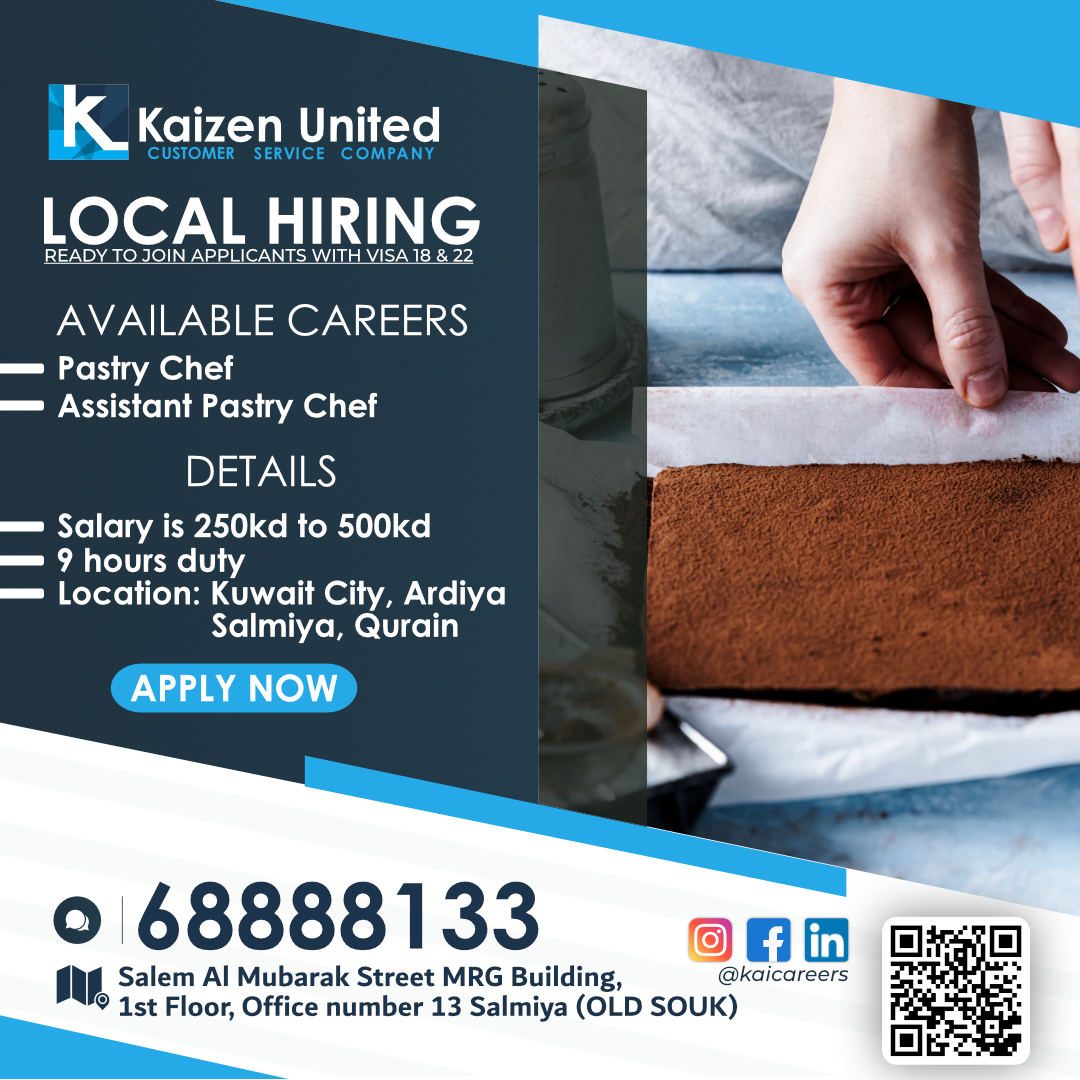 K
Kaizen United
CUSTOMER SERVICE COMPANY
LOCAL HIRING
READY TO JOIN APPLICANTS WITH VISA 18 & 22
AVAILABLE CAREERS
Pastry Chef
Assistant Pastry Chef
DETAILS
Salary is 250kd to 500kd
9 hours duty
Location: Kuwait City, Ardiya
Salmiya, Qurain
APPLY NOW
68888133
Salem Al Mubarak Street MRG Building,
1st Floor, Office number 13 Salmiya (OLD SOUK)
f
in
@kaicareers